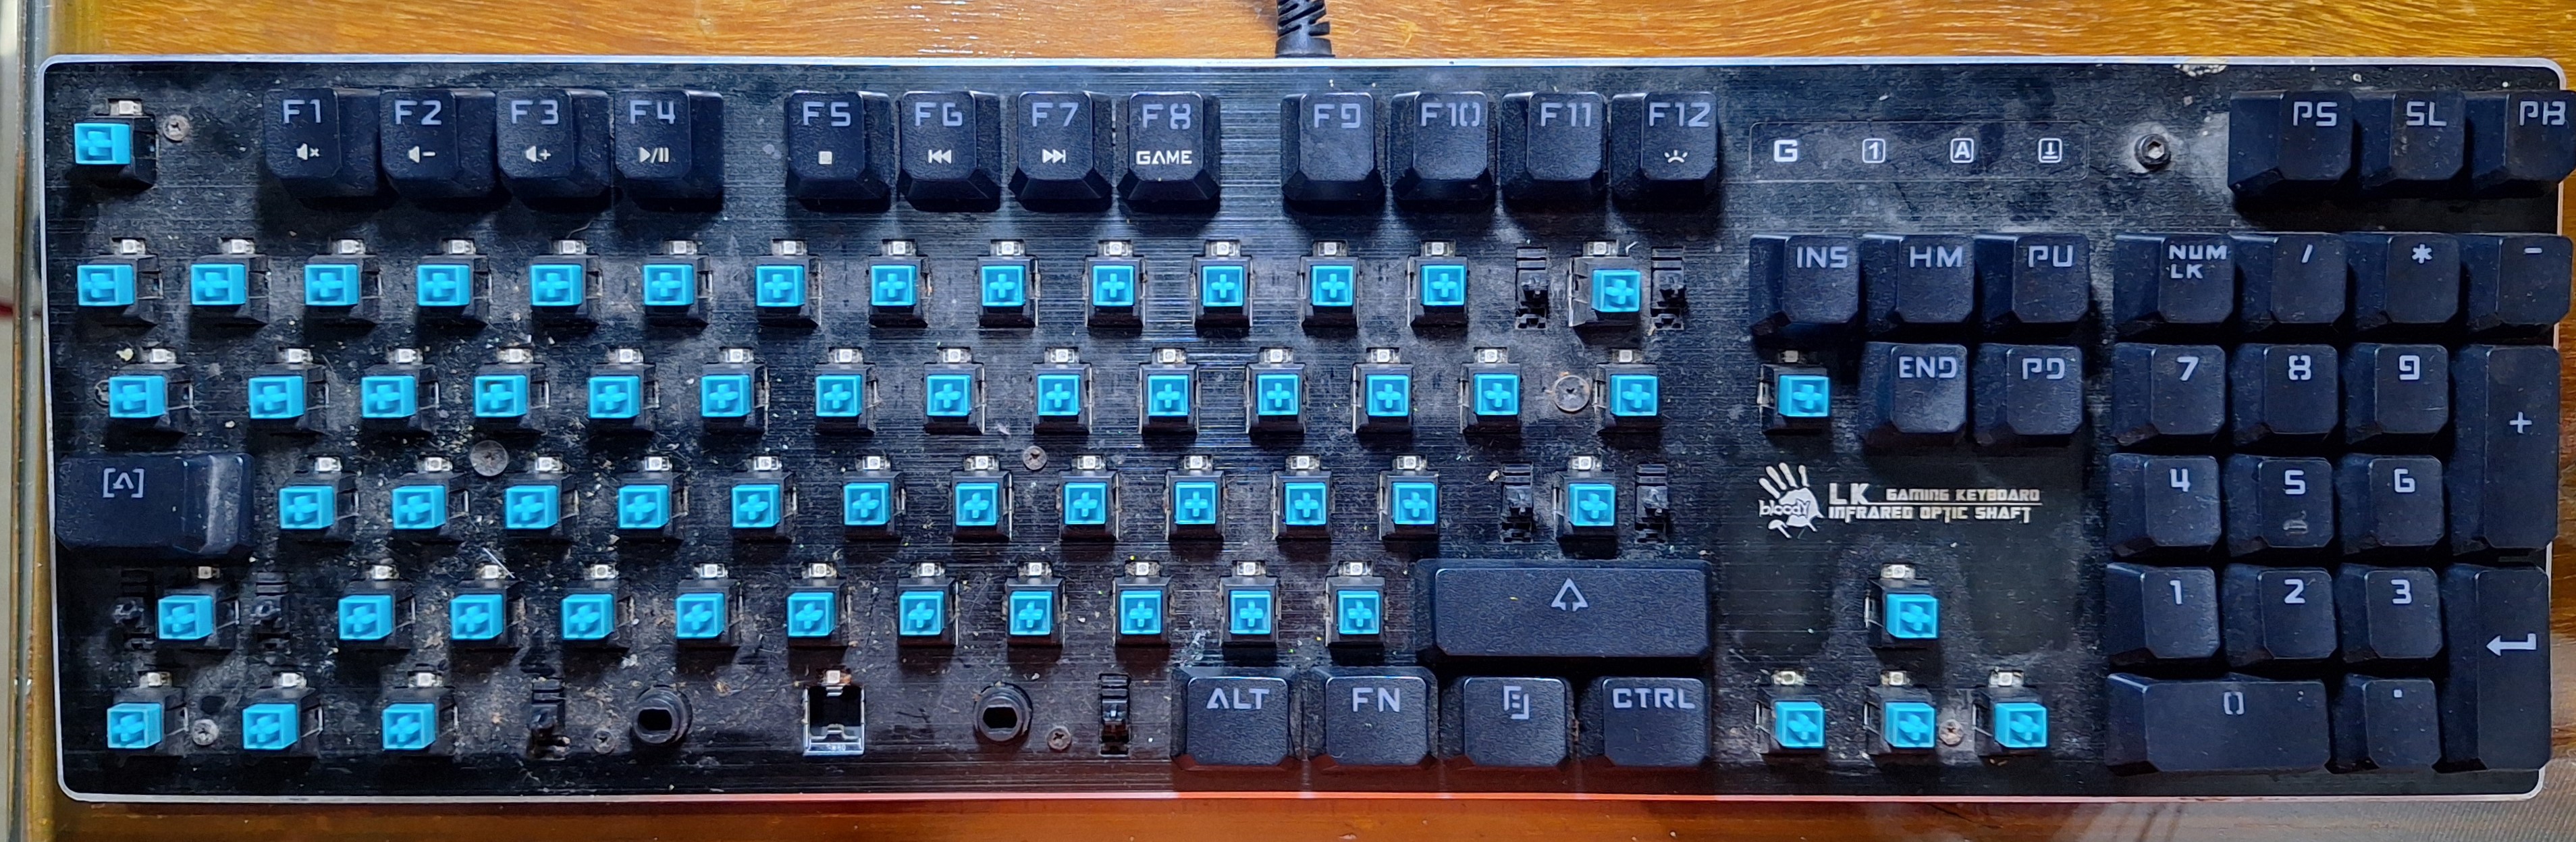 F1 F2 F3 F4 F5 F6 F7 F8 F9 F10 F11 F12 PS SL PB
GAME
G 1 A
INS HM PU NUM LK / * -
END PD 7 8 9 +
[A] 4 5 6
bloody LK GAMING KEYBOARD
INFRARED OPTIC SHAFT
1 2 3
ALT FN CTRL 0 .